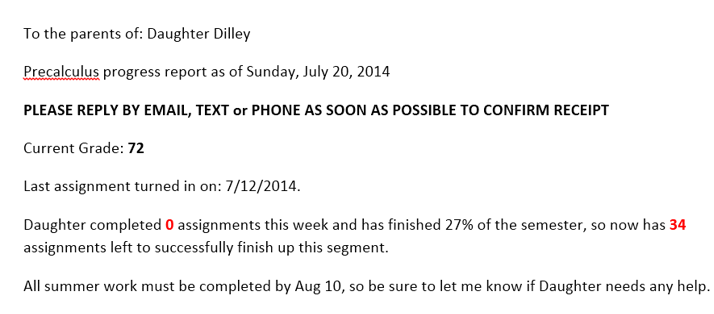 To the parents of: Daughter Dilley
Precalculus progress report as of Sunday, July 20, 2014
PLEASE REPLY BY EMAIL, TEXT or PHONE AS SOON AS POSSIBLE TO CONFIRM RECEIPT
Current Grade: 72
Last assignment turned in on: 7/12/2014.
Daughter completed 0 assignments this week and has finished 27% of the semester, so now has 34
assignments left to successfully finish up this segment.
All summer work must be completed by Aug 10, so be sure to let me know if Daughter needs any help.